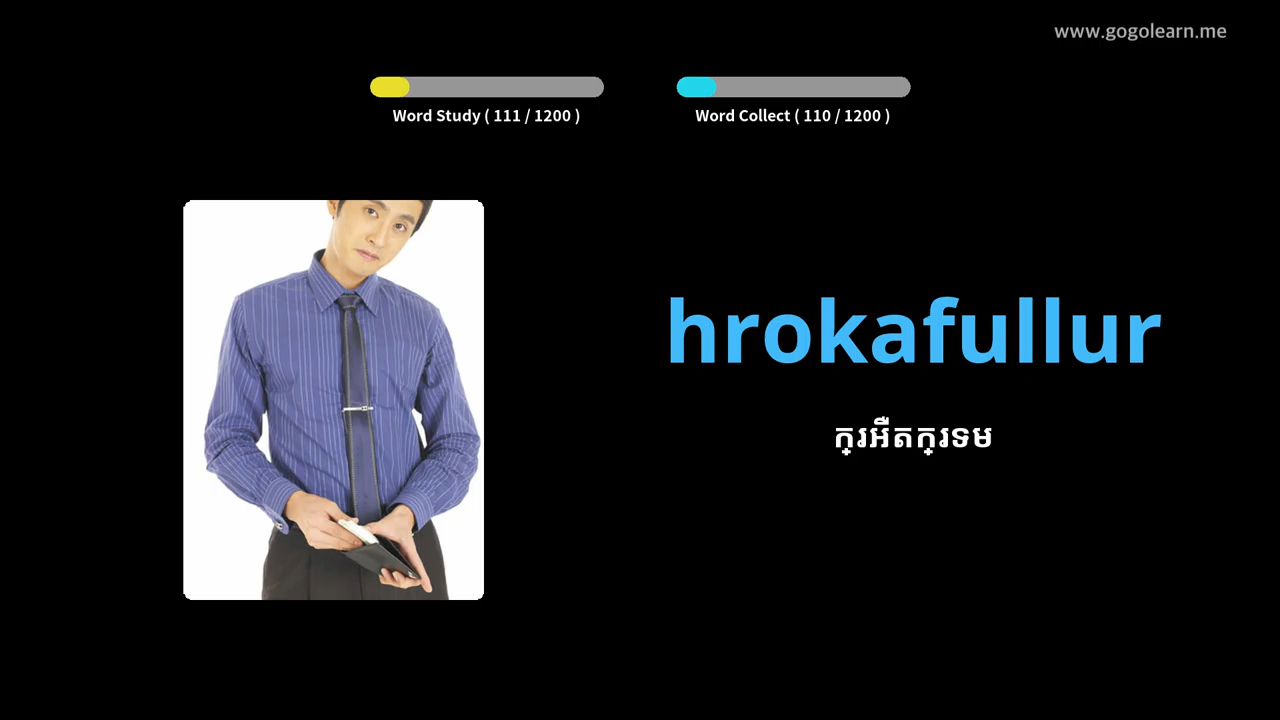 www.gogolearn.me
Word Study ( 111 / 1200 )
Word Collect ( 110 / 1200 )
hrokafullur
ក្រអឺតក្រទម